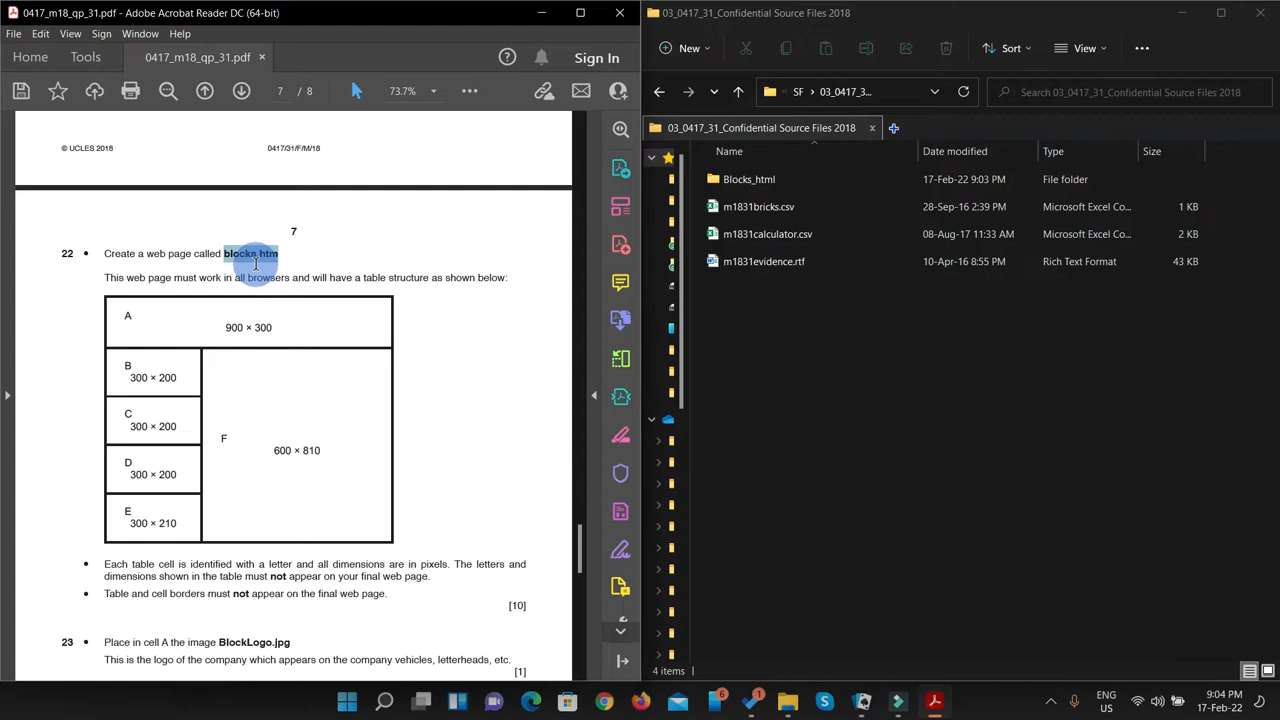 0417_m18_qp_31.pdf - Adobe Acrobat Reader DC (64-bit)
File Edit View Sign Window Help
Home Tools 0417_m18_qp_31.pdf Sign In
7 / 8 73.7%
© UCLES 2018 0417/31/F/M/18
7
22 • Create a web page called blocks.htm
This web page must work in all browsers and will have a table structure as shown below:
A
900 × 300
B
300 × 200
C
300 × 200
D
300 × 200
E
300 × 210
F
600 × 810
• Each table cell is identified with a letter and all dimensions are in pixels. The letters and
dimensions shown in the table must not appear on your final web page.
• Table and cell borders must not appear on the final web page.
[10]
23 • Place in cell A the image BlockLogo.jpg
This is the logo of the company which appears on the company vehicles, letterheads, etc.
[1]
03_0417_31_Confidential Source Files 2018
New Sort View
SF 03_0417_3... Search 03_0417_31_Confidential Source Files 2018
03_0417_31_Confidential Source Files 2018
Name Date modified Type Size
Blocks_html 17-Feb-22 9:03 PM File folder
m1831bricks.csv 28-Sep-16 2:39 PM Microsoft Excel Co... 1 KB
m1831calculator.csv 08-Aug-17 11:33 AM Microsoft Excel Co... 2 KB
m1831evidence.rtf 10-Apr-16 8:55 PM Rich Text Format 43 KB
4 items
6 1
ENG
US
9:04 PM
17-Feb-22